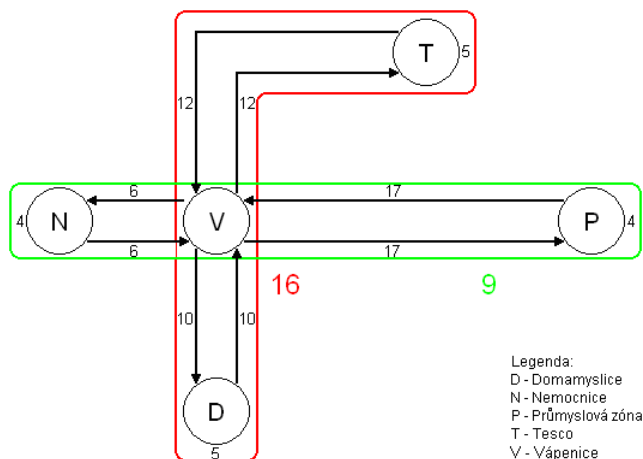 T
5
12
12
6
17
4
N
V
P
4
6
17
16
9
10
10
D
5
Legenda:
D - Domamyslice
N - Nemocnice
P - Průmyslová zóna
T - Tesco
V - Vápenice